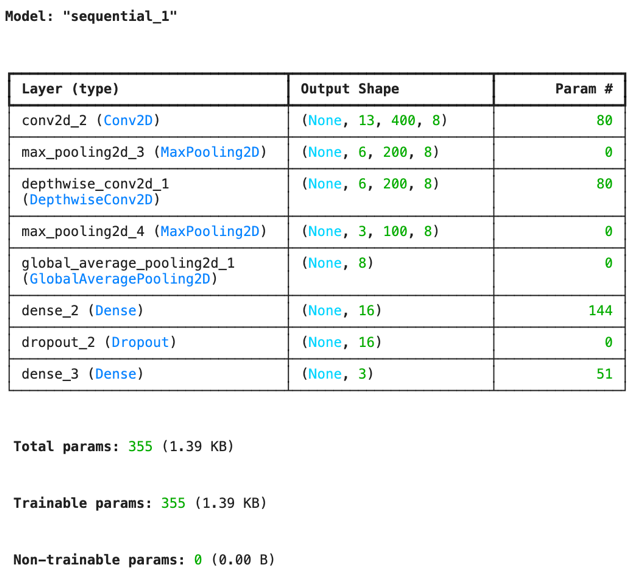 Model: "sequential_1"
Layer (type) Output Shape Param #
conv2d_2 (Conv2D) (None, 13, 400, 8) 80
max_pooling2d_3 (MaxPooling2D) (None, 6, 200, 8) 0
depthwise_conv2d_1 (None, 6, 200, 8) 80
(DepthwiseConv2D)
max_pooling2d_4 (MaxPooling2D) (None, 3, 100, 8) 0
global_average_pooling2d_1 (None, 8) 0
(GlobalAveragePooling2D)
dense_2 (Dense) (None, 16) 144
dropout_2 (Dropout) (None, 16) 0
dense_3 (Dense) (None, 3) 51
Total params: 355 (1.39 KB)
Trainable params: 355 (1.39 KB)
Non-trainable params: 0 (0.00 B)